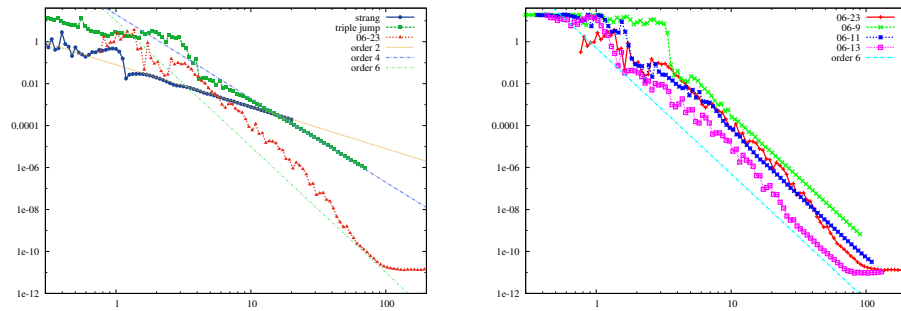 strang
triple jump
06-23
order 2
order 4
order 6
1
0.01
0.0001
1e-06
1e-08
1e-10
1e-12
1
10
100
06-23
06-9
06-11
06-13
order 6
1
0.01
0.0001
1e-06
1e-08
1e-10
1e-12
1
10
100